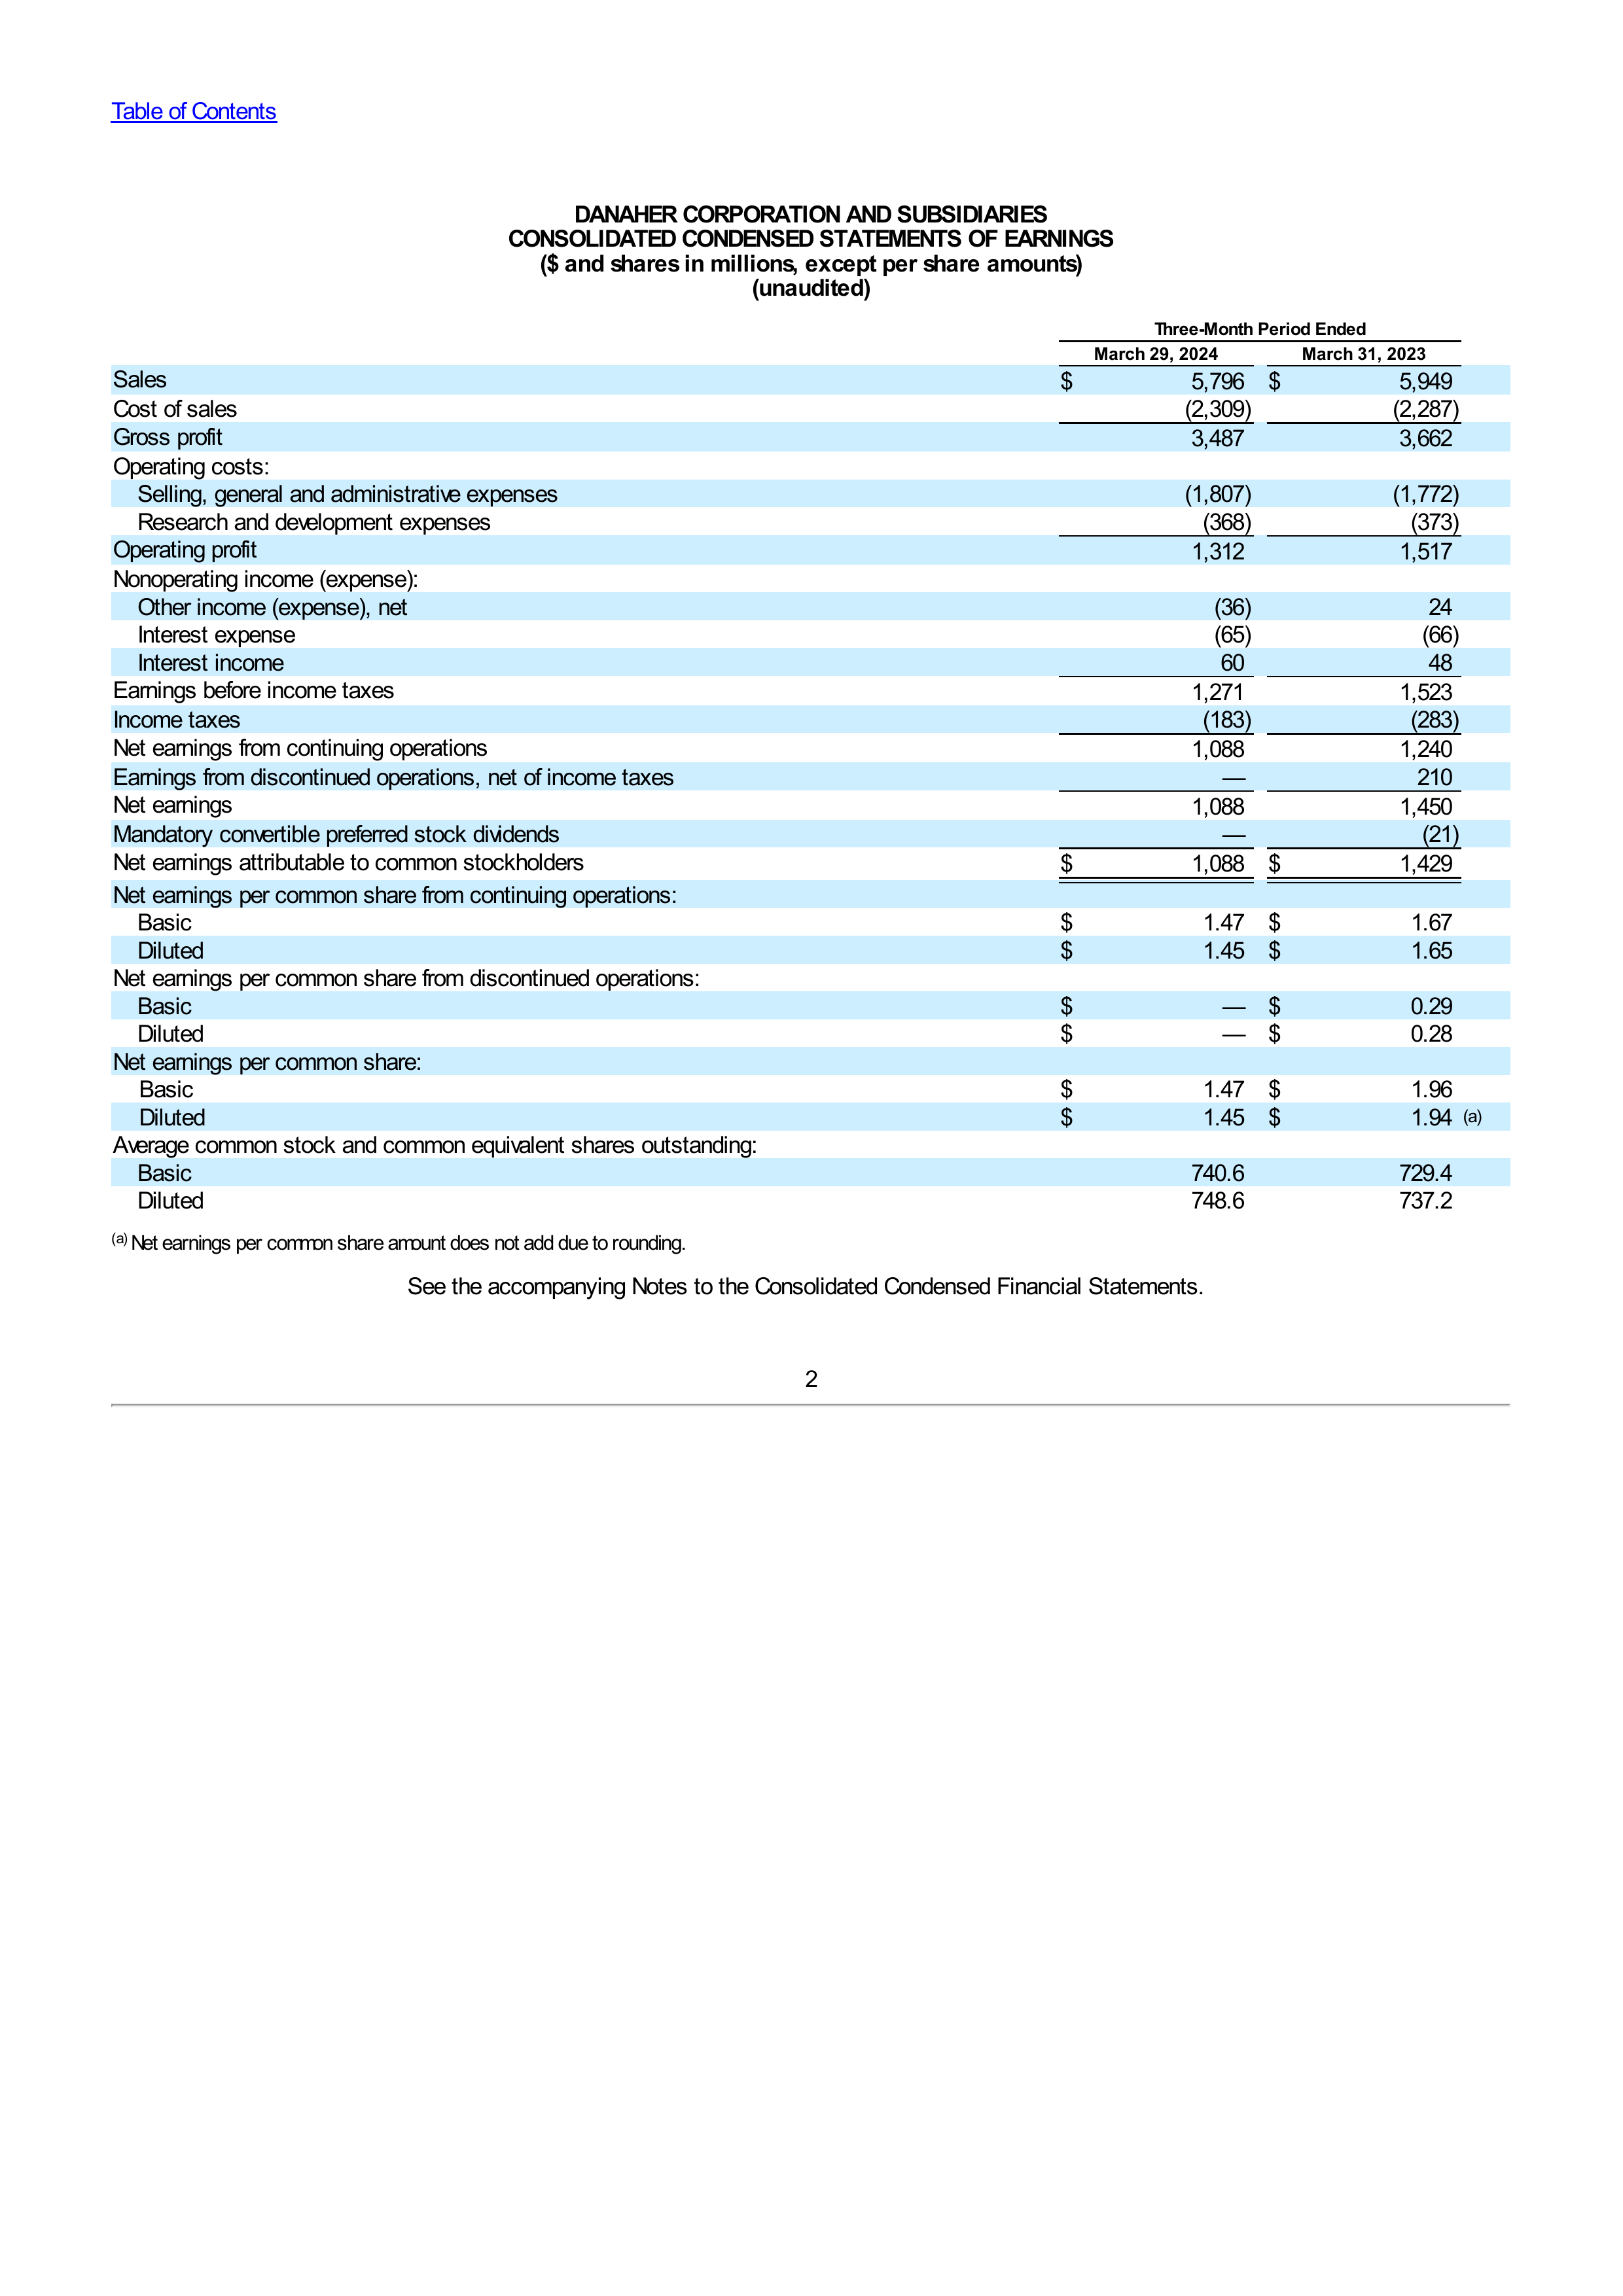 Table of Contents
DANAHER CORPORATION AND SUBSIDIARIES
CONSOLIDATED CONDENSED STATEMENTS OF EARNINGS
($ and shares in millions, except per share amounts)
(unaudited)
Three-Month Period Ended
March 29, 2024 March 31, 2023
Sales $ 5,796 $ 5,949
Cost of sales (2,309) (2,287)
Gross profit 3,487 3,662
Operating costs:
Selling, general and administrative expenses (1,807) (1,772)
Research and development expenses (368) (373)
Operating profit 1,312 1,517
Nonoperating income (expense):
Other income (expense), net (36) 24
Interest expense (65) (66)
Interest income 60 48
Earnings before income taxes 1,271 1,523
Income taxes (183) (283)
Net earnings from continuing operations 1,088 1,240
Earnings from discontinued operations, net of income taxes — 210
Net earnings 1,088 1,450
Mandatory convertible preferred stock dividends — (21)
Net earnings attributable to common stockholders $ 1,088 $ 1,429
Net earnings per common share from continuing operations:
Basic $ 1.47 $ 1.67
Diluted $ 1.45 $ 1.65
Net earnings per common share from discontinued operations:
Basic $ — $ 0.29
Diluted $ — $ 0.28
Net earnings per common share:
Basic $ 1.47 $ 1.96
Diluted $ 1.45 $ 1.94 (a)
Average common stock and common equivalent shares outstanding:
Basic 740.6 729.4
Diluted 748.6 737.2
(a) Net earnings per common share amount does not add due to rounding.
See the accompanying Notes to the Consolidated Condensed Financial Statements.
2